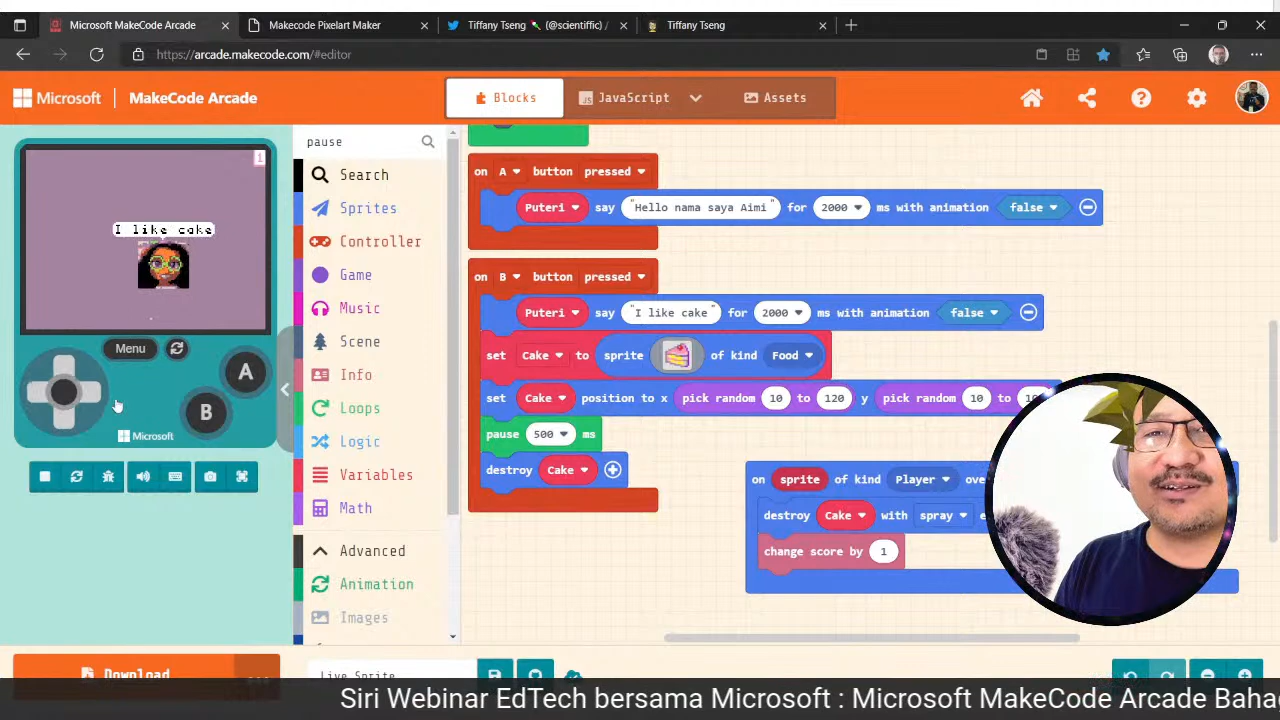 Microsoft MakeCode Arcade
Makecode Pixelart Maker
Tiffany Tseng (@scientiffic) /
Tiffany Tseng
https://arcade.makecode.com/#editor
Microsoft MakeCode Arcade
Blocks
JavaScript
Assets
1
I like cake
Menu
A
B
Microsoft
pause
Search
Sprites
Controller
Game
Music
Scene
Info
Loops
Logic
Variables
Math
Advanced
Animation
Images
on A button pressed
Puteri say "Hello nama saya Aimi for 2000 ms with animation false
on B button pressed
Puteri say "I like cake" for 2000 ms with animation false
set Cake to sprite of kind Food
set Cake position to x pick random 10 to 120 y pick random 10 to
pause 500 ms
destroy Cake
on sprite of kind Player
destroy Cake with spray
change score by 1
Download
Live Sprite
Siri Webinar EdTech bersama Microsoft : Microsoft MakeCode Arcade